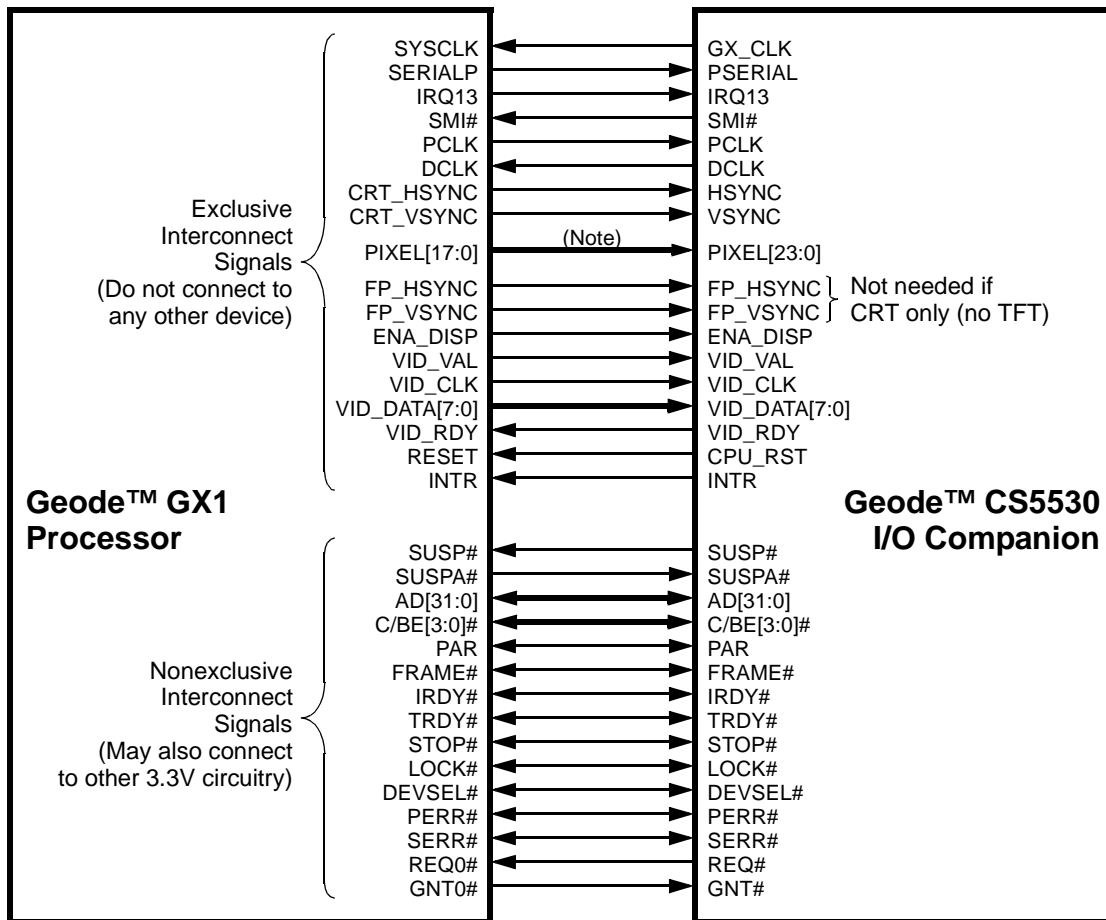 SYSCLK GX_CLK
SERIALP PSERIAL
IRQ13 IRQ13
SMI# SMI#
PCLK PCLK
DCLK DCLK
CRT_HSYNC HSYNC
CRT_VSYNC VSYNC
PIXEL[17:0] (Note) PIXEL[23:0]
FP_HSYNC FP_HSYNC
FP_VSYNC FP_VSYNC
Not needed if
CRT only (no TFT)
ENA_DISP ENA_DISP
VID_VAL VID_VAL
VID_CLK VID_CLK
VID_DATA[7:0] VID_DATA[7:0]
VID_RDY VID_RDY
RESET CPU_RST
INTR INTR
Exclusive
Interconnect
Signals
(Do not connect to
any other device)
Geode™ GX1
Processor
Geode™ CS5530
I/O Companion
SUSP# SUSP#
SUSPA# SUSPA#
AD[31:0] AD[31:0]
C/BE[3:0]# C/BE[3:0]#
PAR PAR
FRAME# FRAME#
IRDY# IRDY#
TRDY# TRDY#
STOP# STOP#
LOCK# LOCK#
DEVSEL# DEVSEL#
PERR# PERR#
SERR# SERR#
REQ0# REQ#
GNT0# GNT#
Nonexclusive
Interconnect
Signals
(May also connect
to other 3.3V circuitry)